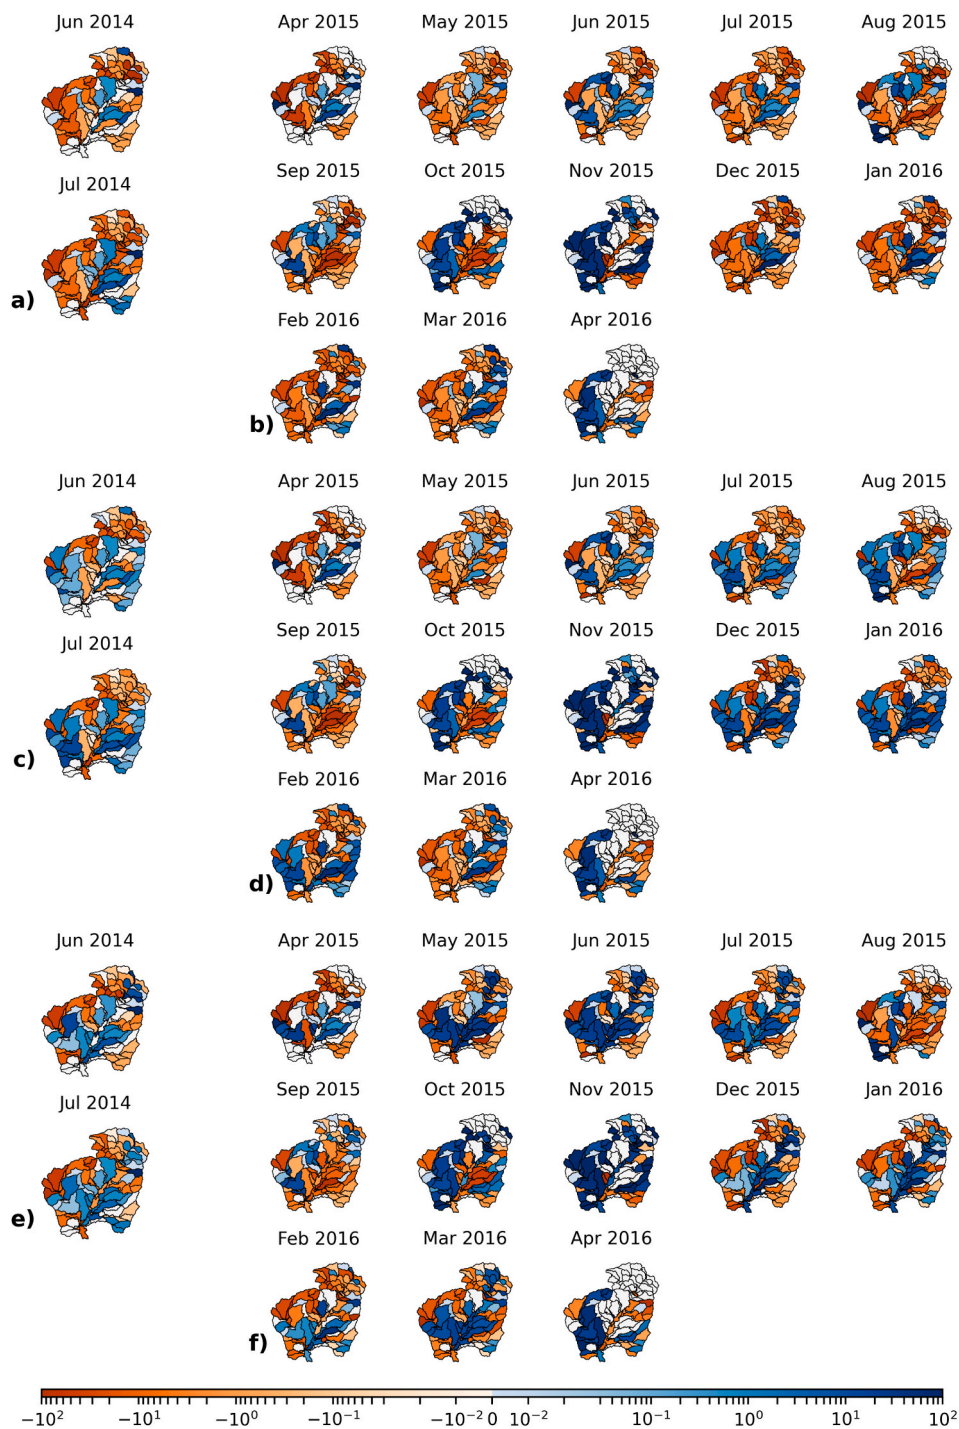 Jun 2014 Apr 2015 May 2015 Jun 2015 Jul 2015 Aug 2015
Jul 2014 Sep 2015 Oct 2015 Nov 2015 Dec 2015 Jan 2016
a)
Feb 2016 Mar 2016 Apr 2016
b)
Jun 2014 Apr 2015 May 2015 Jun 2015 Jul 2015 Aug 2015
Jul 2014 Sep 2015 Oct 2015 Nov 2015 Dec 2015 Jan 2016
c)
Feb 2016 Mar 2016 Apr 2016
d)
Jun 2014 Apr 2015 May 2015 Jun 2015 Jul 2015 Aug 2015
Jul 2014 Sep 2015 Oct 2015 Nov 2015 Dec 2015 Jan 2016
e)
Feb 2016 Mar 2016 Apr 2016
f)
−10² −10¹ −10⁰ −10⁻¹ −10⁻² 0 10⁻² 10⁻¹ 10⁰ 10¹ 10²